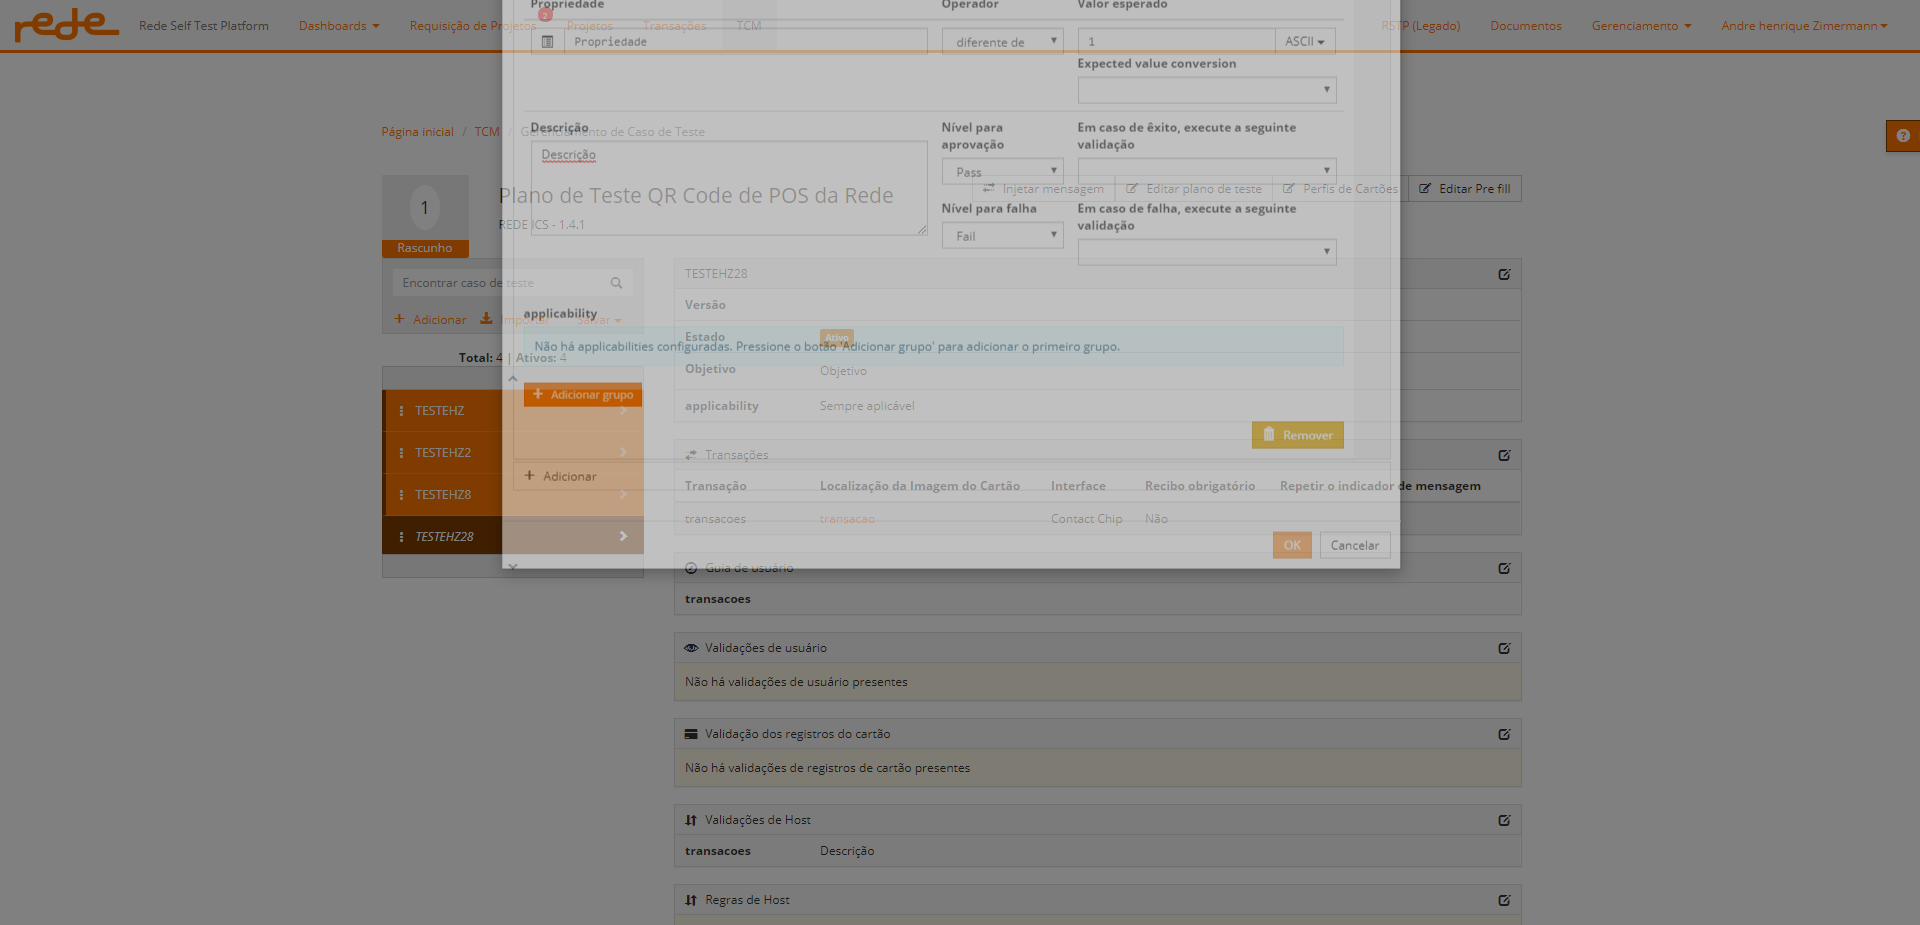 rede
Rede Self Test Platform
Dashboards
Requisição de Projetos
2
Projetos
Transações
TCM
RSTP (Legado)
Documentos
Gerenciamento
Andre henrique Zimermann
Propriedade
Operador
Valor esperado
Propriedade
diferente de
1
ASCII
Expected value conversion
Página inicial / TCM / Gerenciamento de Caso de Teste
Descrição
Descrição
Nível para aprovação
Pass
Em caso de êxito, execute a seguinte validação
1
Rascunho
Plano de Teste QR Code de POS da Rede
REDE ICS - 1.4.1
Injetar mensagem
Editar plano de teste
Perfis de Cartões
Editar Pre fill
Nível para falha
Fail
Em caso de falha, execute a seguinte validação
Encontrar caso de teste
Adicionar
Importar
Salvar
Total: 4 | Ativos: 4
TESTEHZ
TESTEHZ2
TESTEHZ8
TESTEHZ28
TESTEHZ28
Versão
Estado
Ativo
Objetivo
Objetivo
applicability
Sempre aplicável
applicability
Não há applicabilities configuradas. Pressione o botão 'Adicionar grupo' para adicionar o primeiro grupo.
Adicionar grupo
Remover
Adicionar
OK
Cancelar
Transações
Transação
Localização da Imagem do Cartão
Interface
Recibo obrigatório
Repetir o indicador de mensagem
transacoes
transacao
Contact Chip
Não
Guia de usuário
transacoes
Validações de usuário
Não há validações de usuário presentes
Validação dos registros do cartão
Não há validações de registros de cartão presentes
Validações de Host
transacoes
Descrição
Regras de Host